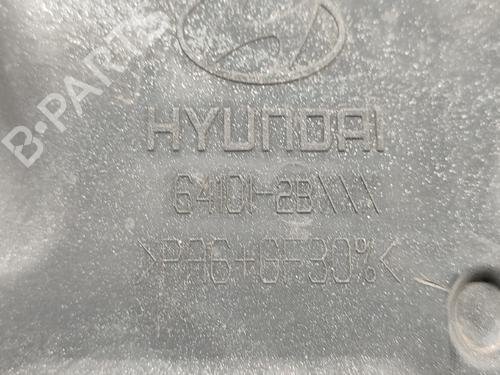 B-PARTS
HYUNDAI
64101-2B\\\
>PA6+GF30%<